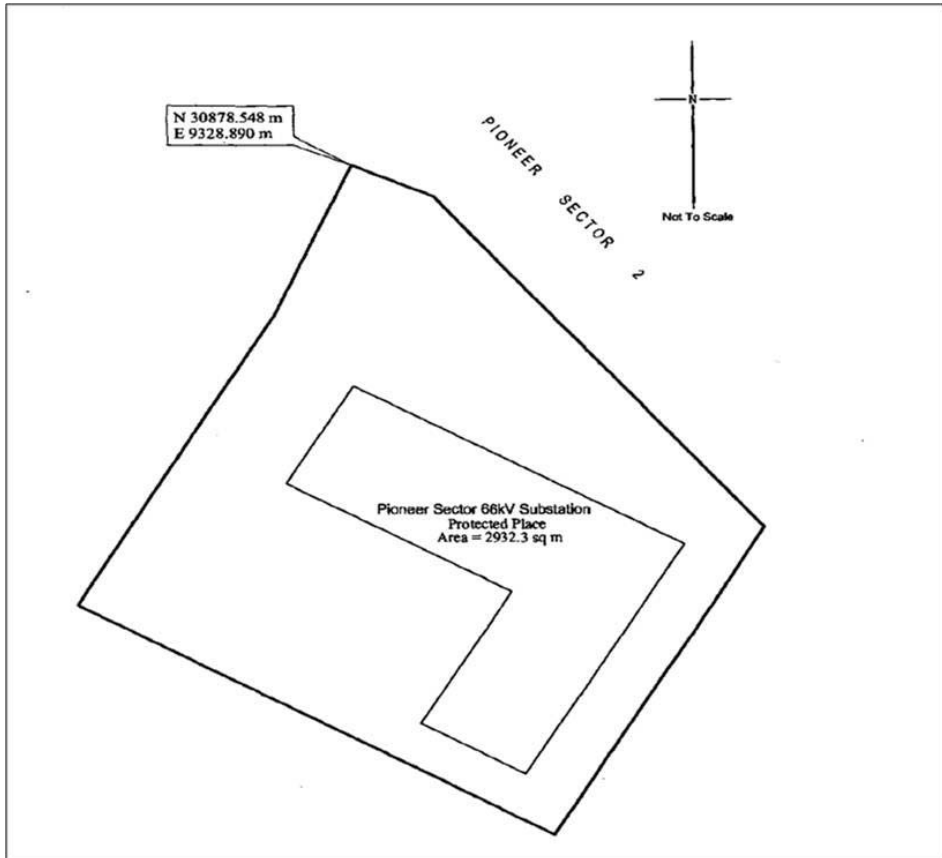 N 30878.548 m
E 9328.890 m
PIONEER SECTOR 2
N
Not To Scale
Pioneer Sector 66kV Substation
Protected Place
Area = 2932.3 sq m